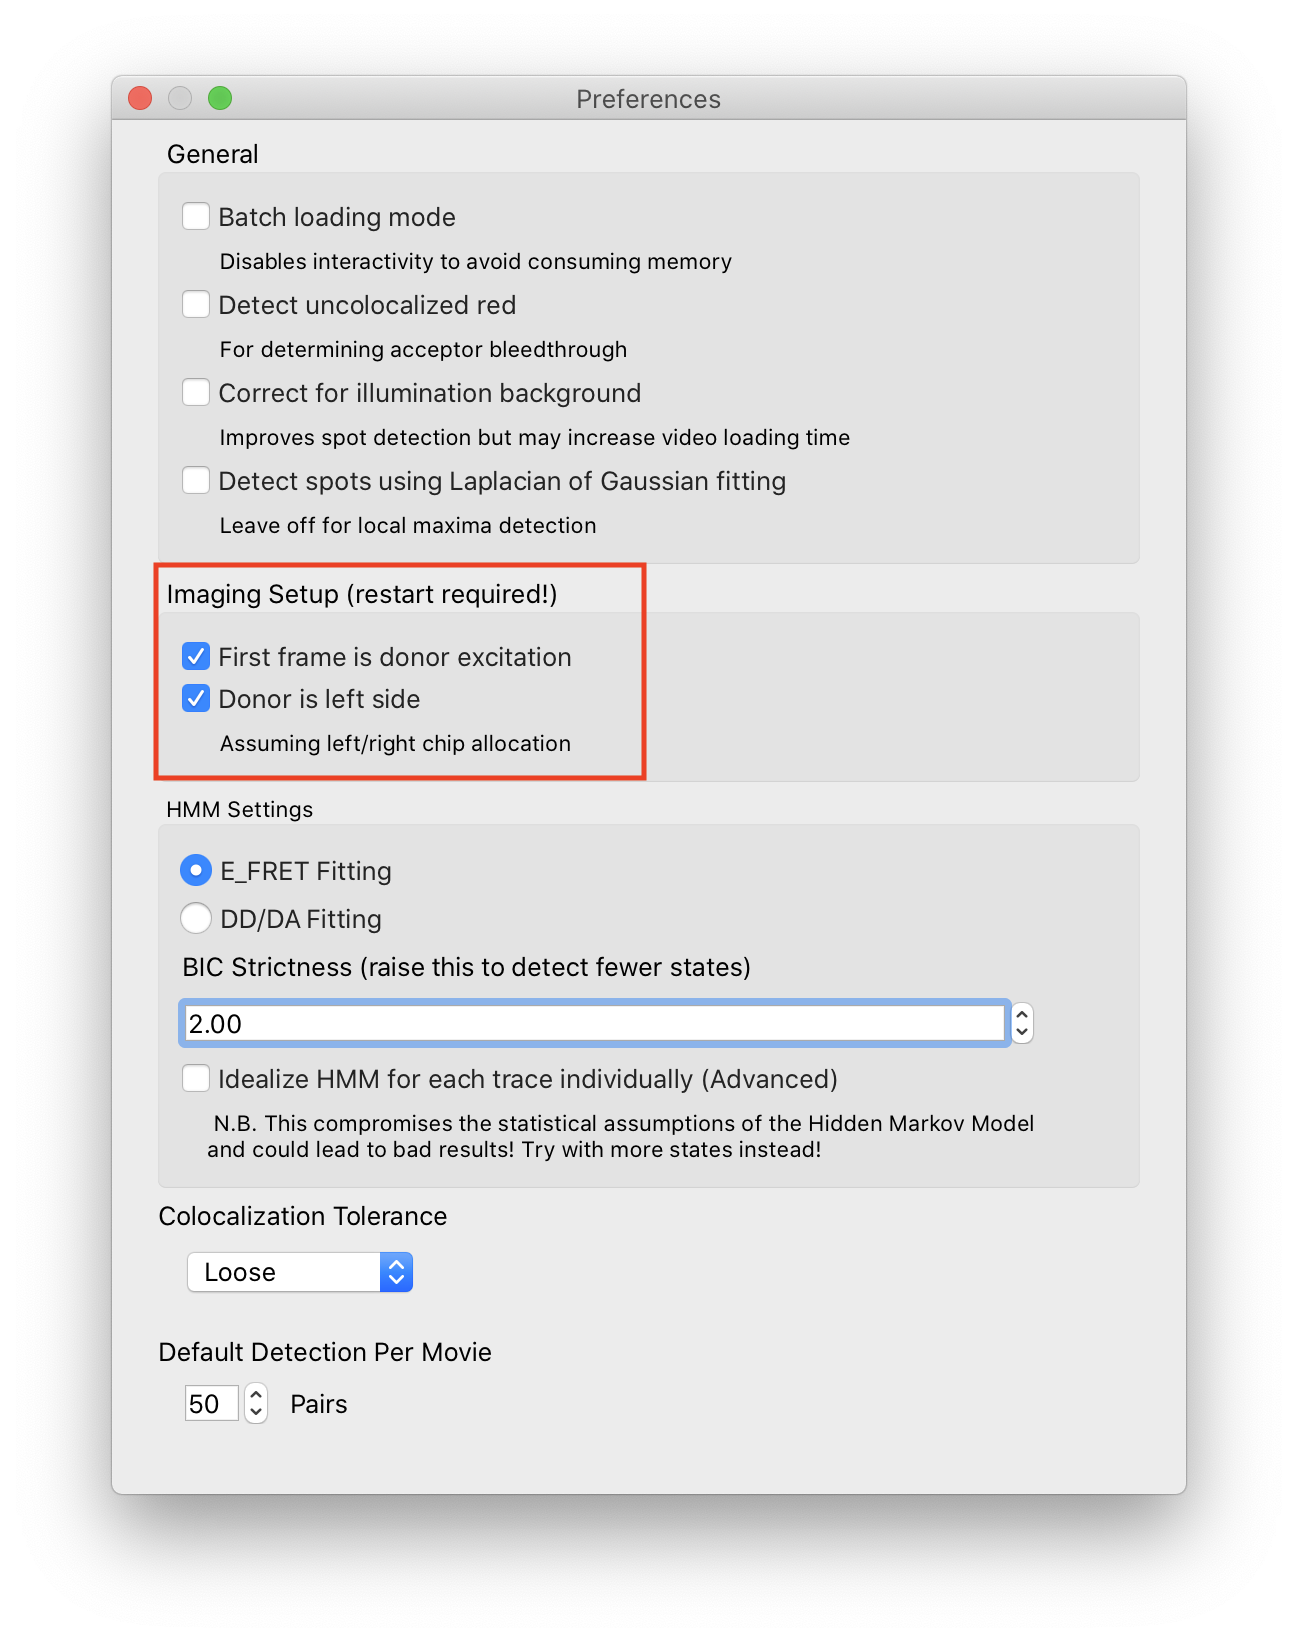 Preferences
General
Batch loading mode
Disables interactivity to avoid consuming memory
Detect uncolocalized red
For determining acceptor bleedthrough
Correct for illumination background
Improves spot detection but may increase video loading time
Detect spots using Laplacian of Gaussian fitting
Leave off for local maxima detection
Imaging Setup (restart required!)
First frame is donor excitation
Donor is left side
Assuming left/right chip allocation
HMM Settings
E_FRET Fitting
DD/DA Fitting
BIC Strictness (raise this to detect fewer states)
2.00
Idealize HMM for each trace individually (Advanced)
N.B. This compromises the statistical assumptions of the Hidden Markov Model
and could lead to bad results! Try with more states instead!
Colocalization Tolerance
Loose
Default Detection Per Movie
50 Pairs